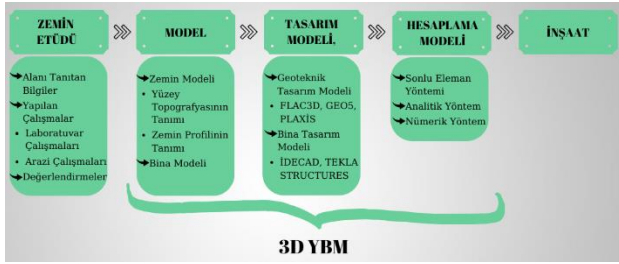 ZEMİN
ETÜDÜ
MODEL
TASARIM
MODELİ,
HESAPLAMA
MODELİ
İNŞAAT
Alanı Tanıtan
Bilgiler
Yapılan
Çalışmalar
• Laboratuvar
Çalışmaları
• Arazi Çalışmaları
Değerlendirmeler
Zemin Modeli
• Yüzey
Topografyasının
Tanımı
• Zemin Profilinin
Tanımı
Bina Modeli
Geoteknik
Tasarım Modeli
• FLAC3D, GEO5,
PLAXİS
Bina Tasarım
Modeli
• İDECAD, TEKLA
STRUCTURES
Sonlu Eleman
Yöntemi
Analitik Yöntem
Nümerik Yöntem
3D YBM